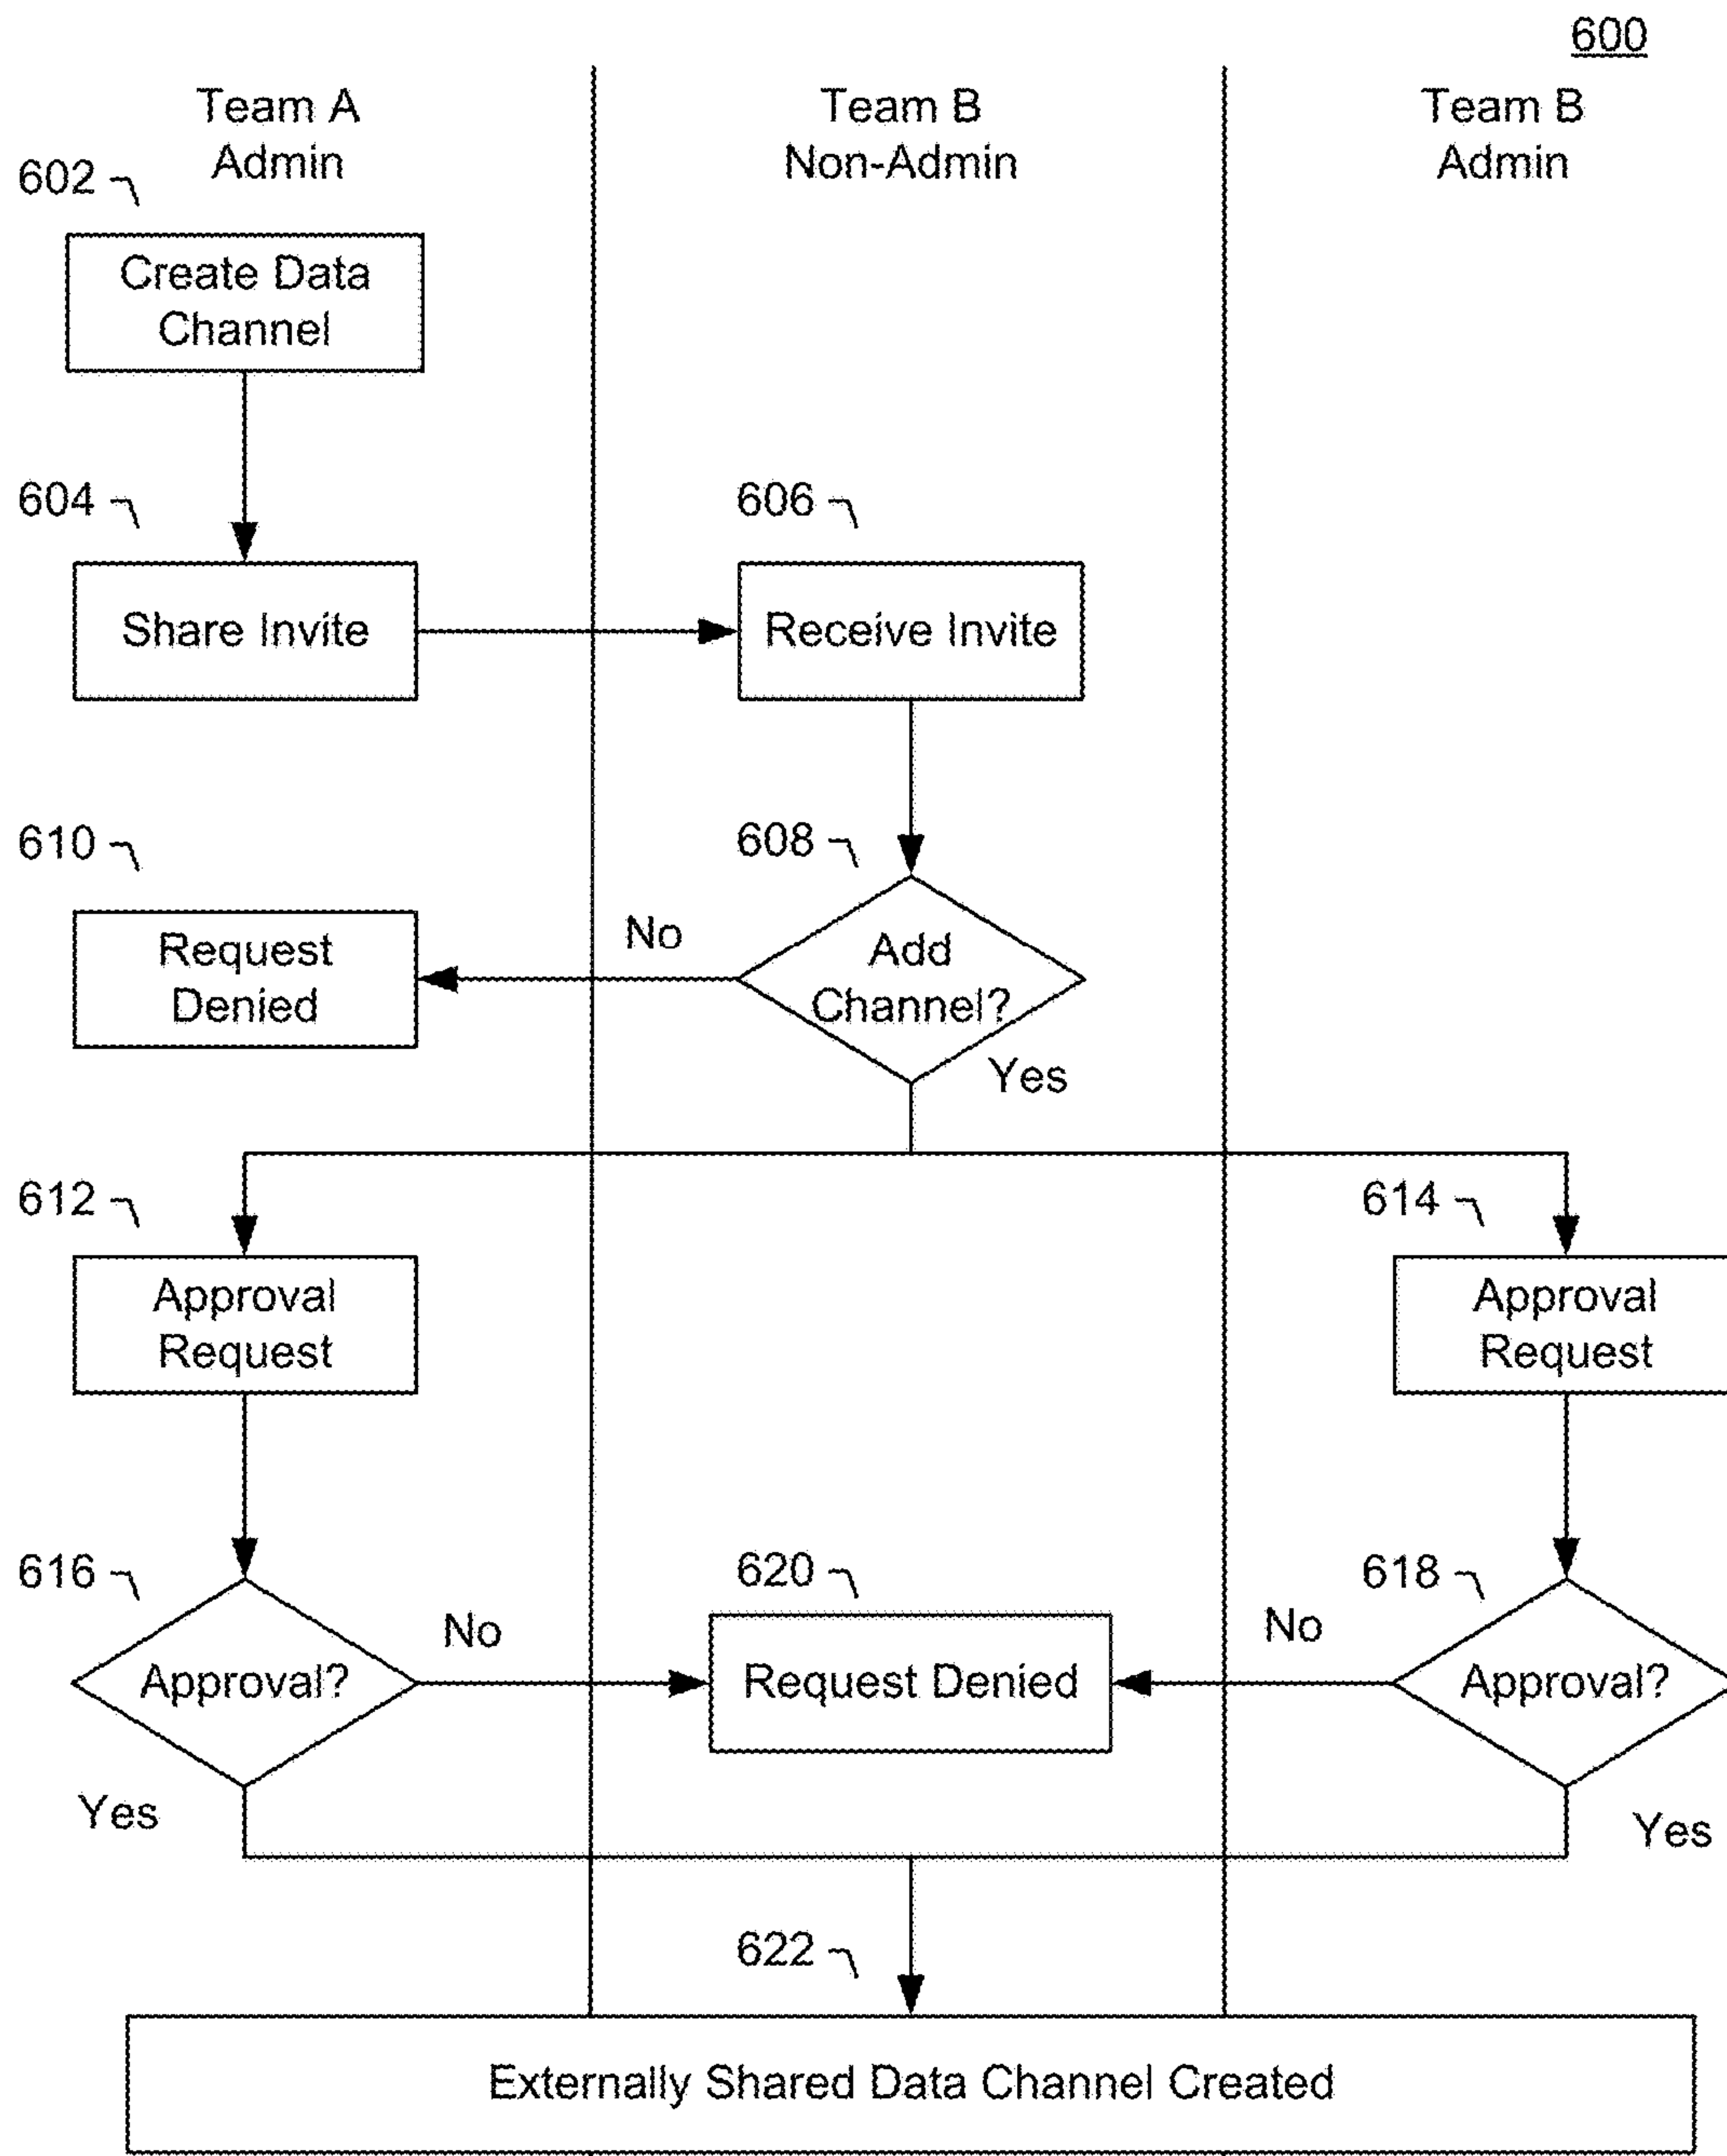 600
Team A
Admin
Team B
Non-Admin
Team B
Admin
602
Create Data
Channel
604
Share Invite
606
Receive Invite
610
Request
Denied
No
608
Add
Channel?
Yes
612
Approval
Request
614
Approval
Request
616
Approval?
No
Yes
620
Request Denied
618
No
Approval?
Yes
622
Externally Shared Data Channel Created